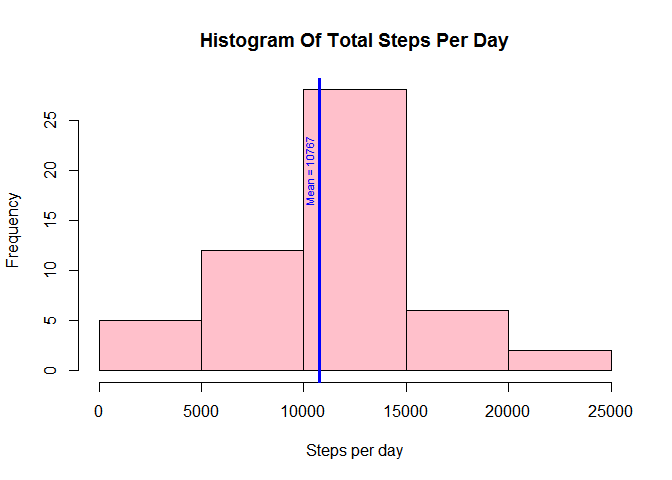 Histogram Of Total Steps Per Day
Frequency
25
20
15
10
5
0
Mean = 10767
0 5000 10000 15000 20000 25000
Steps per day